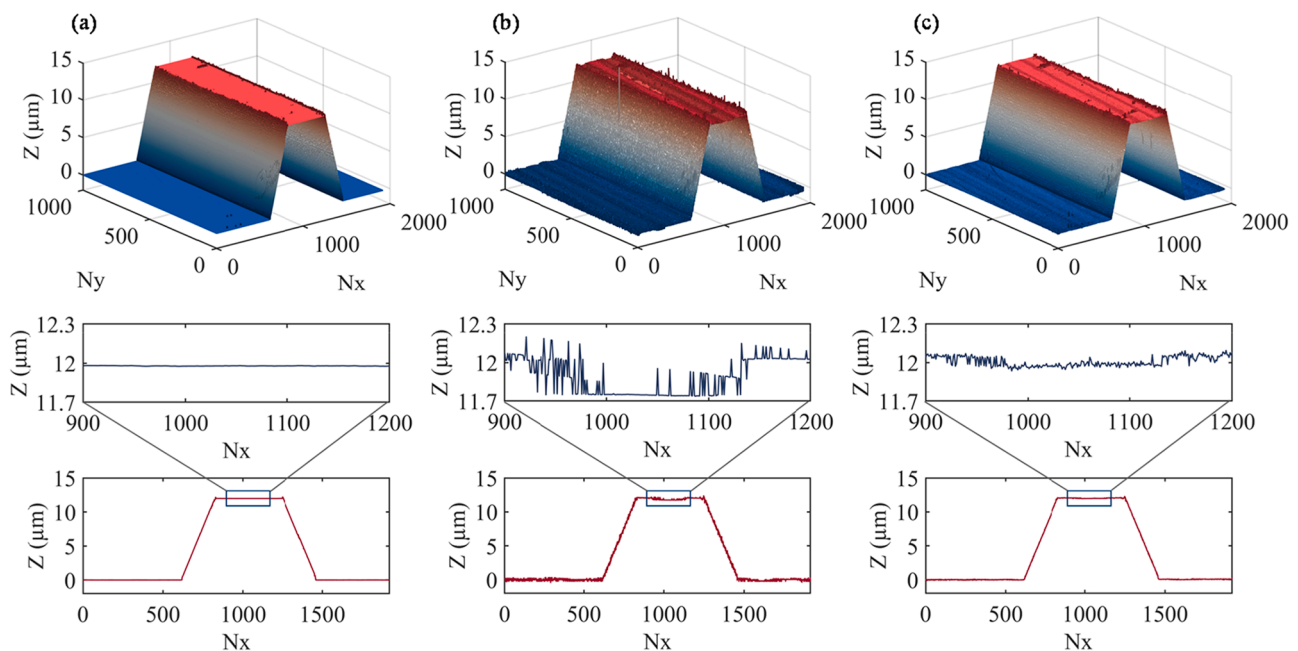 (a) (b) (c)
15 15 15
10 10 10
5 5 5
0 0 0
Z (μm) Z (μm) Z (μm)
1000 2000 1000 2000 1000 2000
500 1000 500 1000 500 1000
0 0 0 0 0 0
Ny Nx Ny Nx Ny Nx
12.3 12.3 12.3
12 12 12
11.7 11.7 11.7
Z (μm) Z (μm) Z (μm)
900 1000 1100 1200 900 1000 1100 1200 900 1000 1100 1200
Nx Nx Nx
15 15 15
10 10 10
5 5 5
0 0 0
Z (μm) Z (μm) Z (μm)
0 500 1000 1500 0 500 1000 1500 0 500 1000 1500
Nx Nx Nx